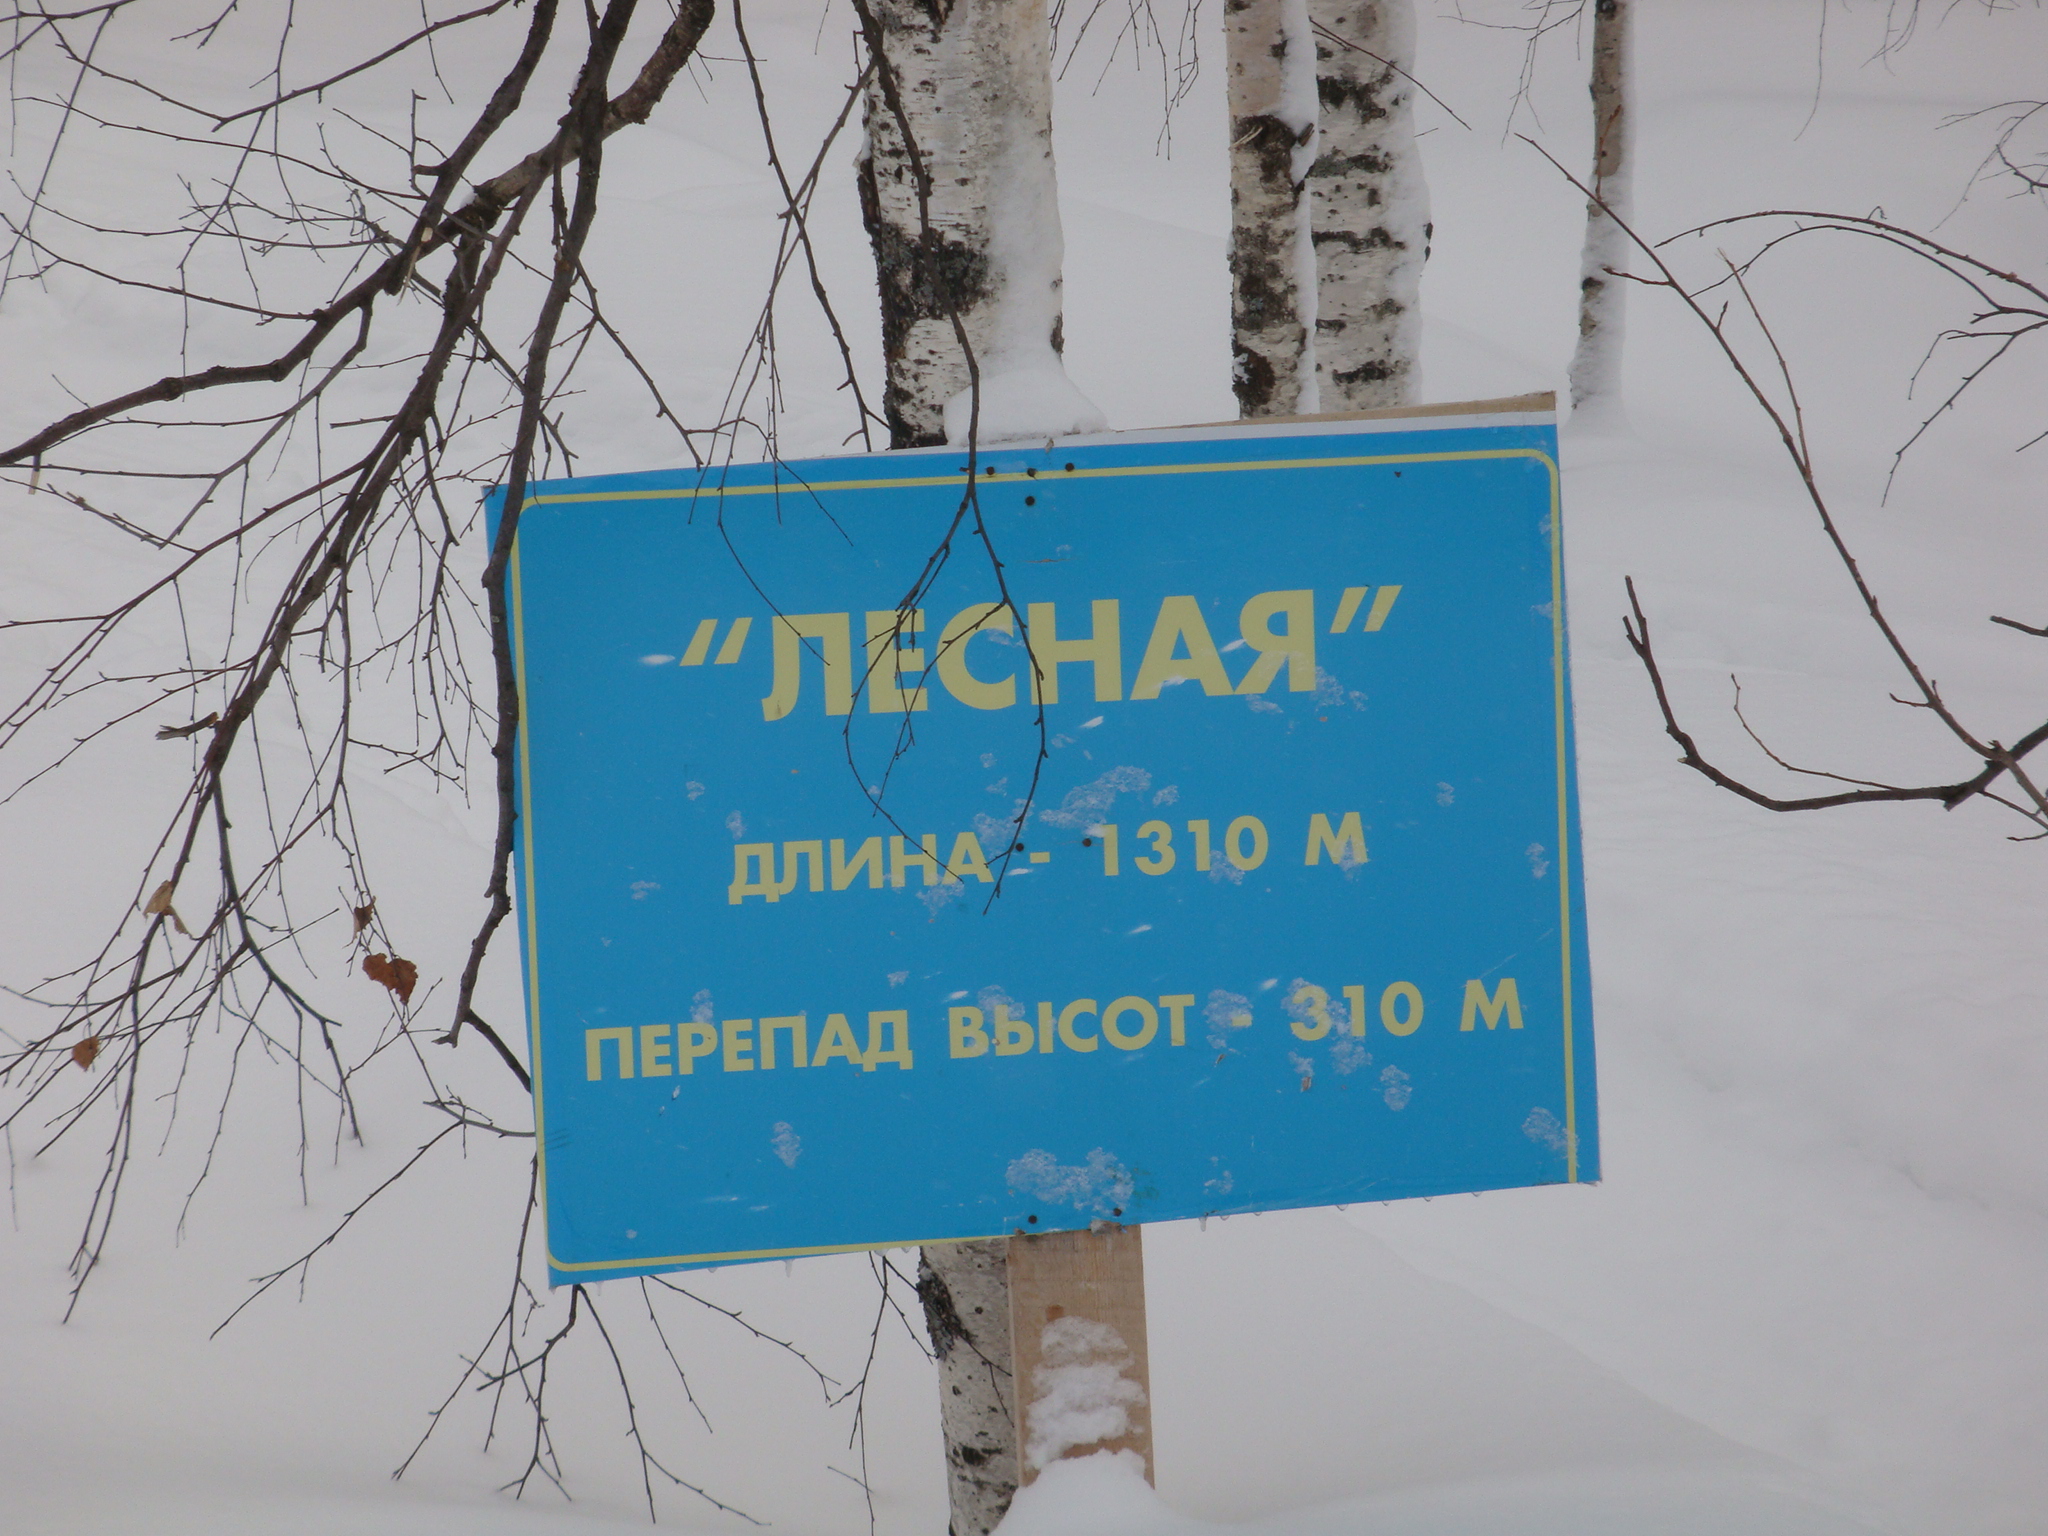 “ЛЕСНАЯ”
ДЛИНА - 1310 М
ПЕРЕПАД ВЫСОТ - 310 М